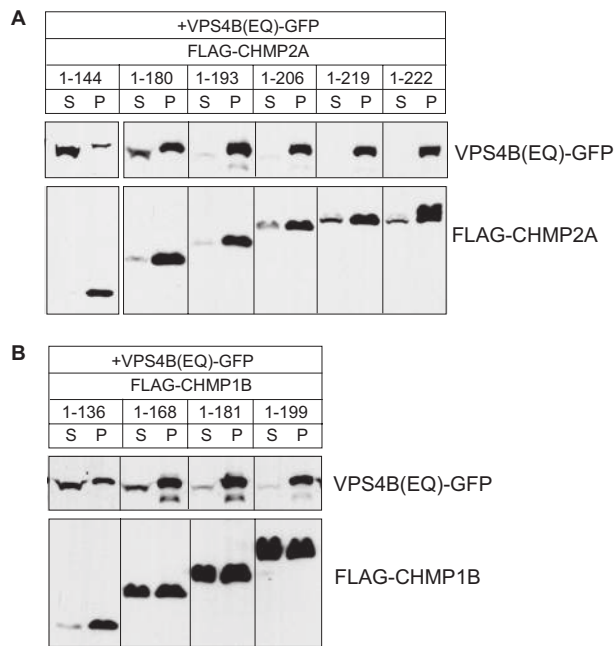 A
+VPS4B(EQ)-GFP
FLAG-CHMP2A
1-144 1-180 1-193 1-206 1-219 1-222
S P S P S P S P S P S P
VPS4B(EQ)-GFP
FLAG-CHMP2A
B
+VPS4B(EQ)-GFP
FLAG-CHMP1B
1-136 1-168 1-181 1-199
S P S P S P S P
VPS4B(EQ)-GFP
FLAG-CHMP1B